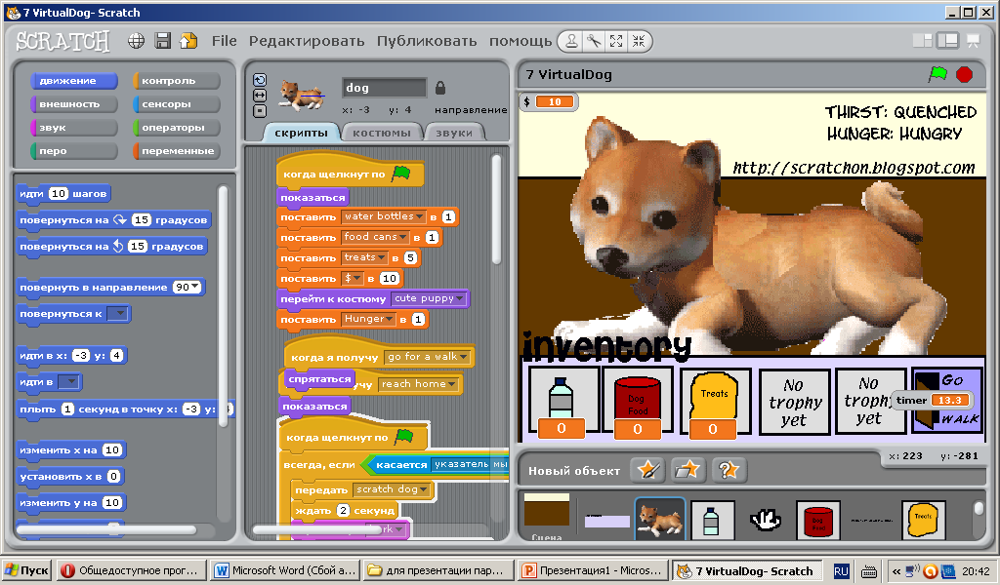 7 VirtualDog- Scratch
SCRATCH
File Редактировать Публиковать помощь
движение
контроль
внешность
сенсоры
звук
операторы
перо
переменные
идти 10 шагов
повернуться на 15 градусов
повернуться на 15 градусов
повернуть в направление 90
повернуться к
идти в x: -3 y: 4
идти в
плыть 1 секунд в точку x: -3 y: 4
изменить x на 10
установить x в 0
изменить y на 10
dog
x: -3 y: 4 направление
скрипты костюмы звуки
когда щелкнут по
показаться
поставить water bottles в 1
поставить food cans в 1
поставить treats в 5
поставить $ в 10
перейти к костюму cute puppy
поставить Hunger в 1
когда я получу go for a walk
спрятаться
чу reach home
показаться
когда щелкнут по
всегда, если касается указатель мы
передать scratch dog
ждать 2 секунд
7 VirtualDog
$ 10
THIRST: QUENCHED
HUNGER: HUNGRY
http://scratchon.blogspot.com
inventory
0
Dog Food
0
Treats
0
No
trophy
yet
No
trophy
yet
GO
WALK
timer 13.3
x: 223 y: -281
Новый объект
Сцена
Dog Food
Treats
Пуск
Общедоступное прог...
Microsoft Word (Сбой а...
для презентации пар...
Презентация1 - Micros...
7 VirtualDog- Scratch
RU
20:42